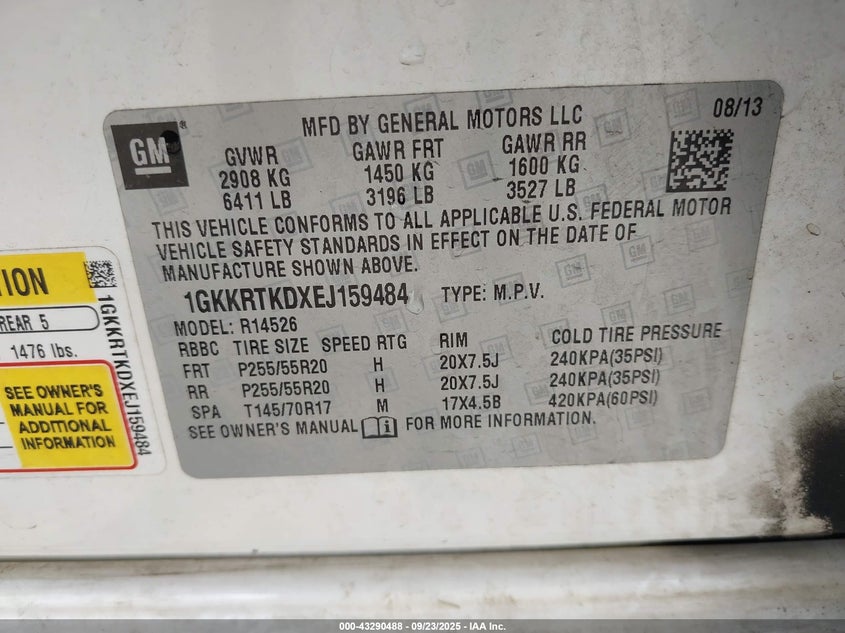 MFD BY GENERAL MOTORS LLC
08/13
GM®
GVWR GAWR FRT GAWR RR
2908 KG 1450 KG 1600 KG
6411 LB 3196 LB 3527 LB
THIS VEHICLE CONFORMS TO ALL APPLICABLE U.S. FEDERAL MOTOR
VEHICLE SAFETY STANDARDS IN EFFECT ON THE DATE OF
MANUFACTURE SHOWN ABOVE.
1GKKRTKDXEJ159484 TYPE: M.P.V.
MODEL: R14526
RBBC TIRE SIZE SPEED RTG RIM COLD TIRE PRESSURE
FRT P255/55R20 H 20X7.5J 240KPA(35PSI)
RR P255/55R20 H 20X7.5J 240KPA(35PSI)
SPA T145/70R17 M 17X4.5B 420KPA(60PSI)
SEE OWNER'S MANUAL FOR MORE INFORMATION.
REAR 5
1476 lbs.
SEE OWNER'S
MANUAL FOR
ADDITIONAL
INFORMATION
1GKKRTKDXEJ159484
000-43290488 - 09/23/2025 - IAA Inc.